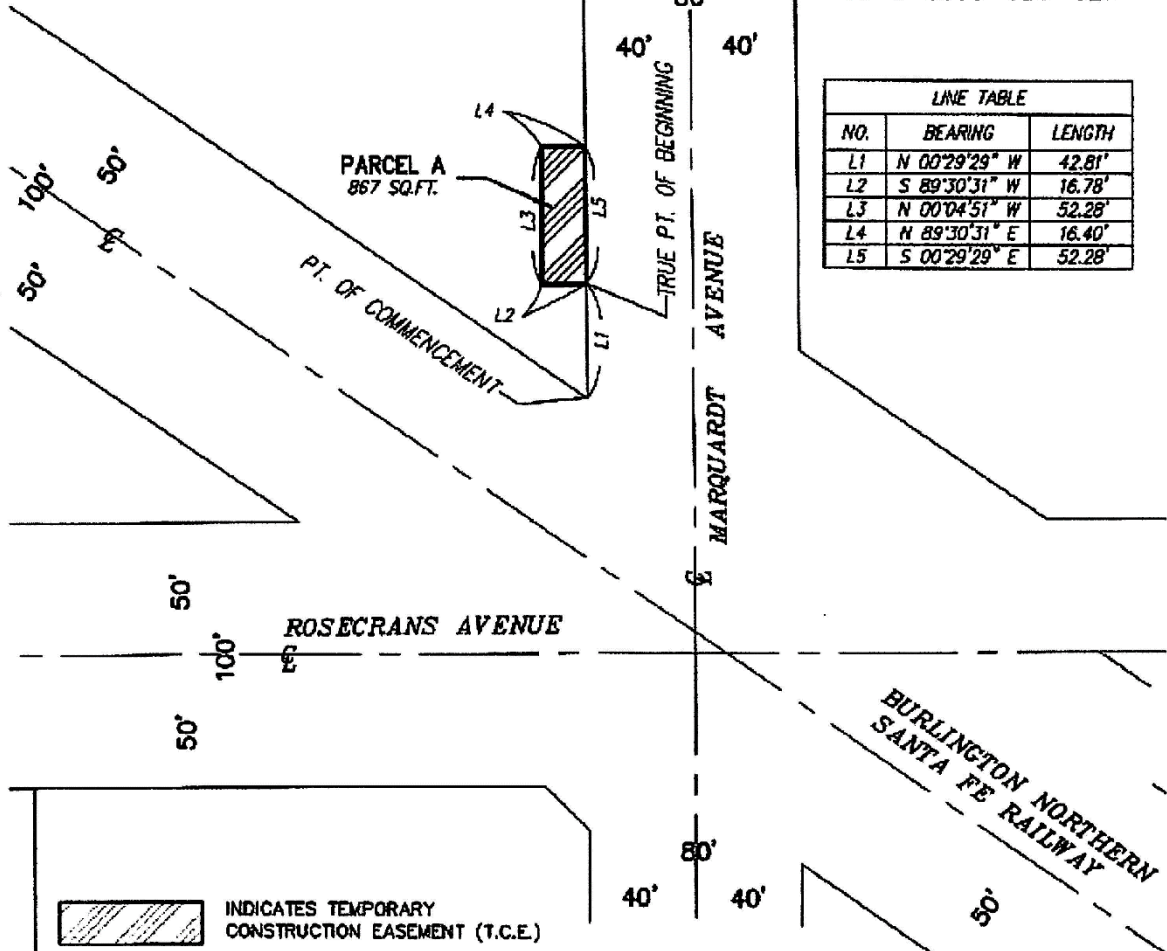 40'
40'
LINE TABLE
NO. BEARING LENGTH
L1 N 00°29'29" W 42.81'
L2 S 89°30'31" W 16.78'
L3 N 00°04'51" W 52.28'
L4 N 89°30'31" E 16.40'
L5 S 00°29'29" E 52.28'
L4
PARCEL A
867 SQ.FT.
TRUE PT. OF BEGINNING
50'
100'
50'
L3
L5
PT. OF COMMENCEMENT
L2
L1
MARQUARDT AVENUE
50'
ROSECRANS AVENUE
100'
50'
BURLINGTON NORTHERN
SANTA FE RAILWAY
80'
40'
40'
50'
INDICATES TEMPORARY
CONSTRUCTION EASEMENT (T.C.E.)